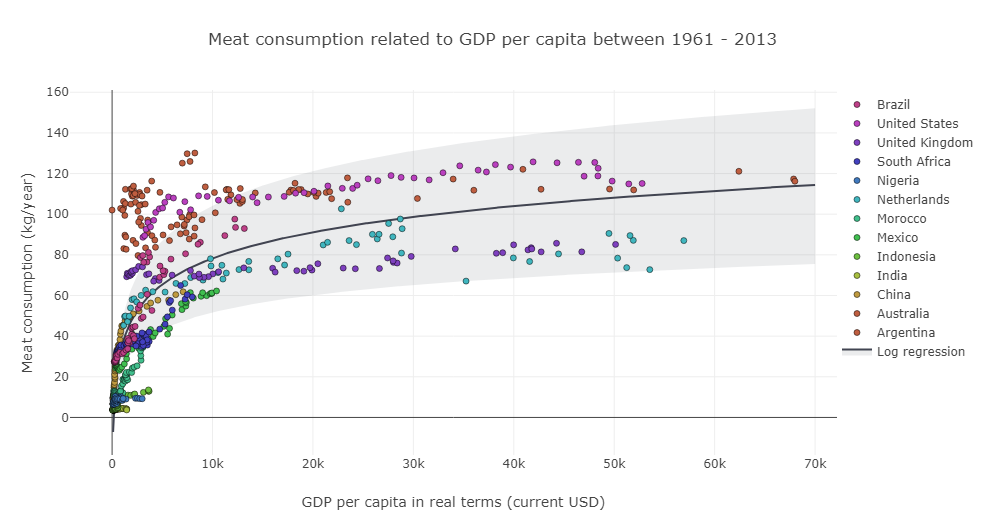 Meat consumption related to GDP per capita between 1961 - 2013
Meat consumption (kg/year)
160
140
120
100
80
60
40
20
0
0
10k
20k
30k
40k
50k
60k
70k
GDP per capita in real terms (current USD)
Brazil
United States
United Kingdom
South Africa
Nigeria
Netherlands
Morocco
Mexico
Indonesia
India
China
Australia
Argentina
Log regression